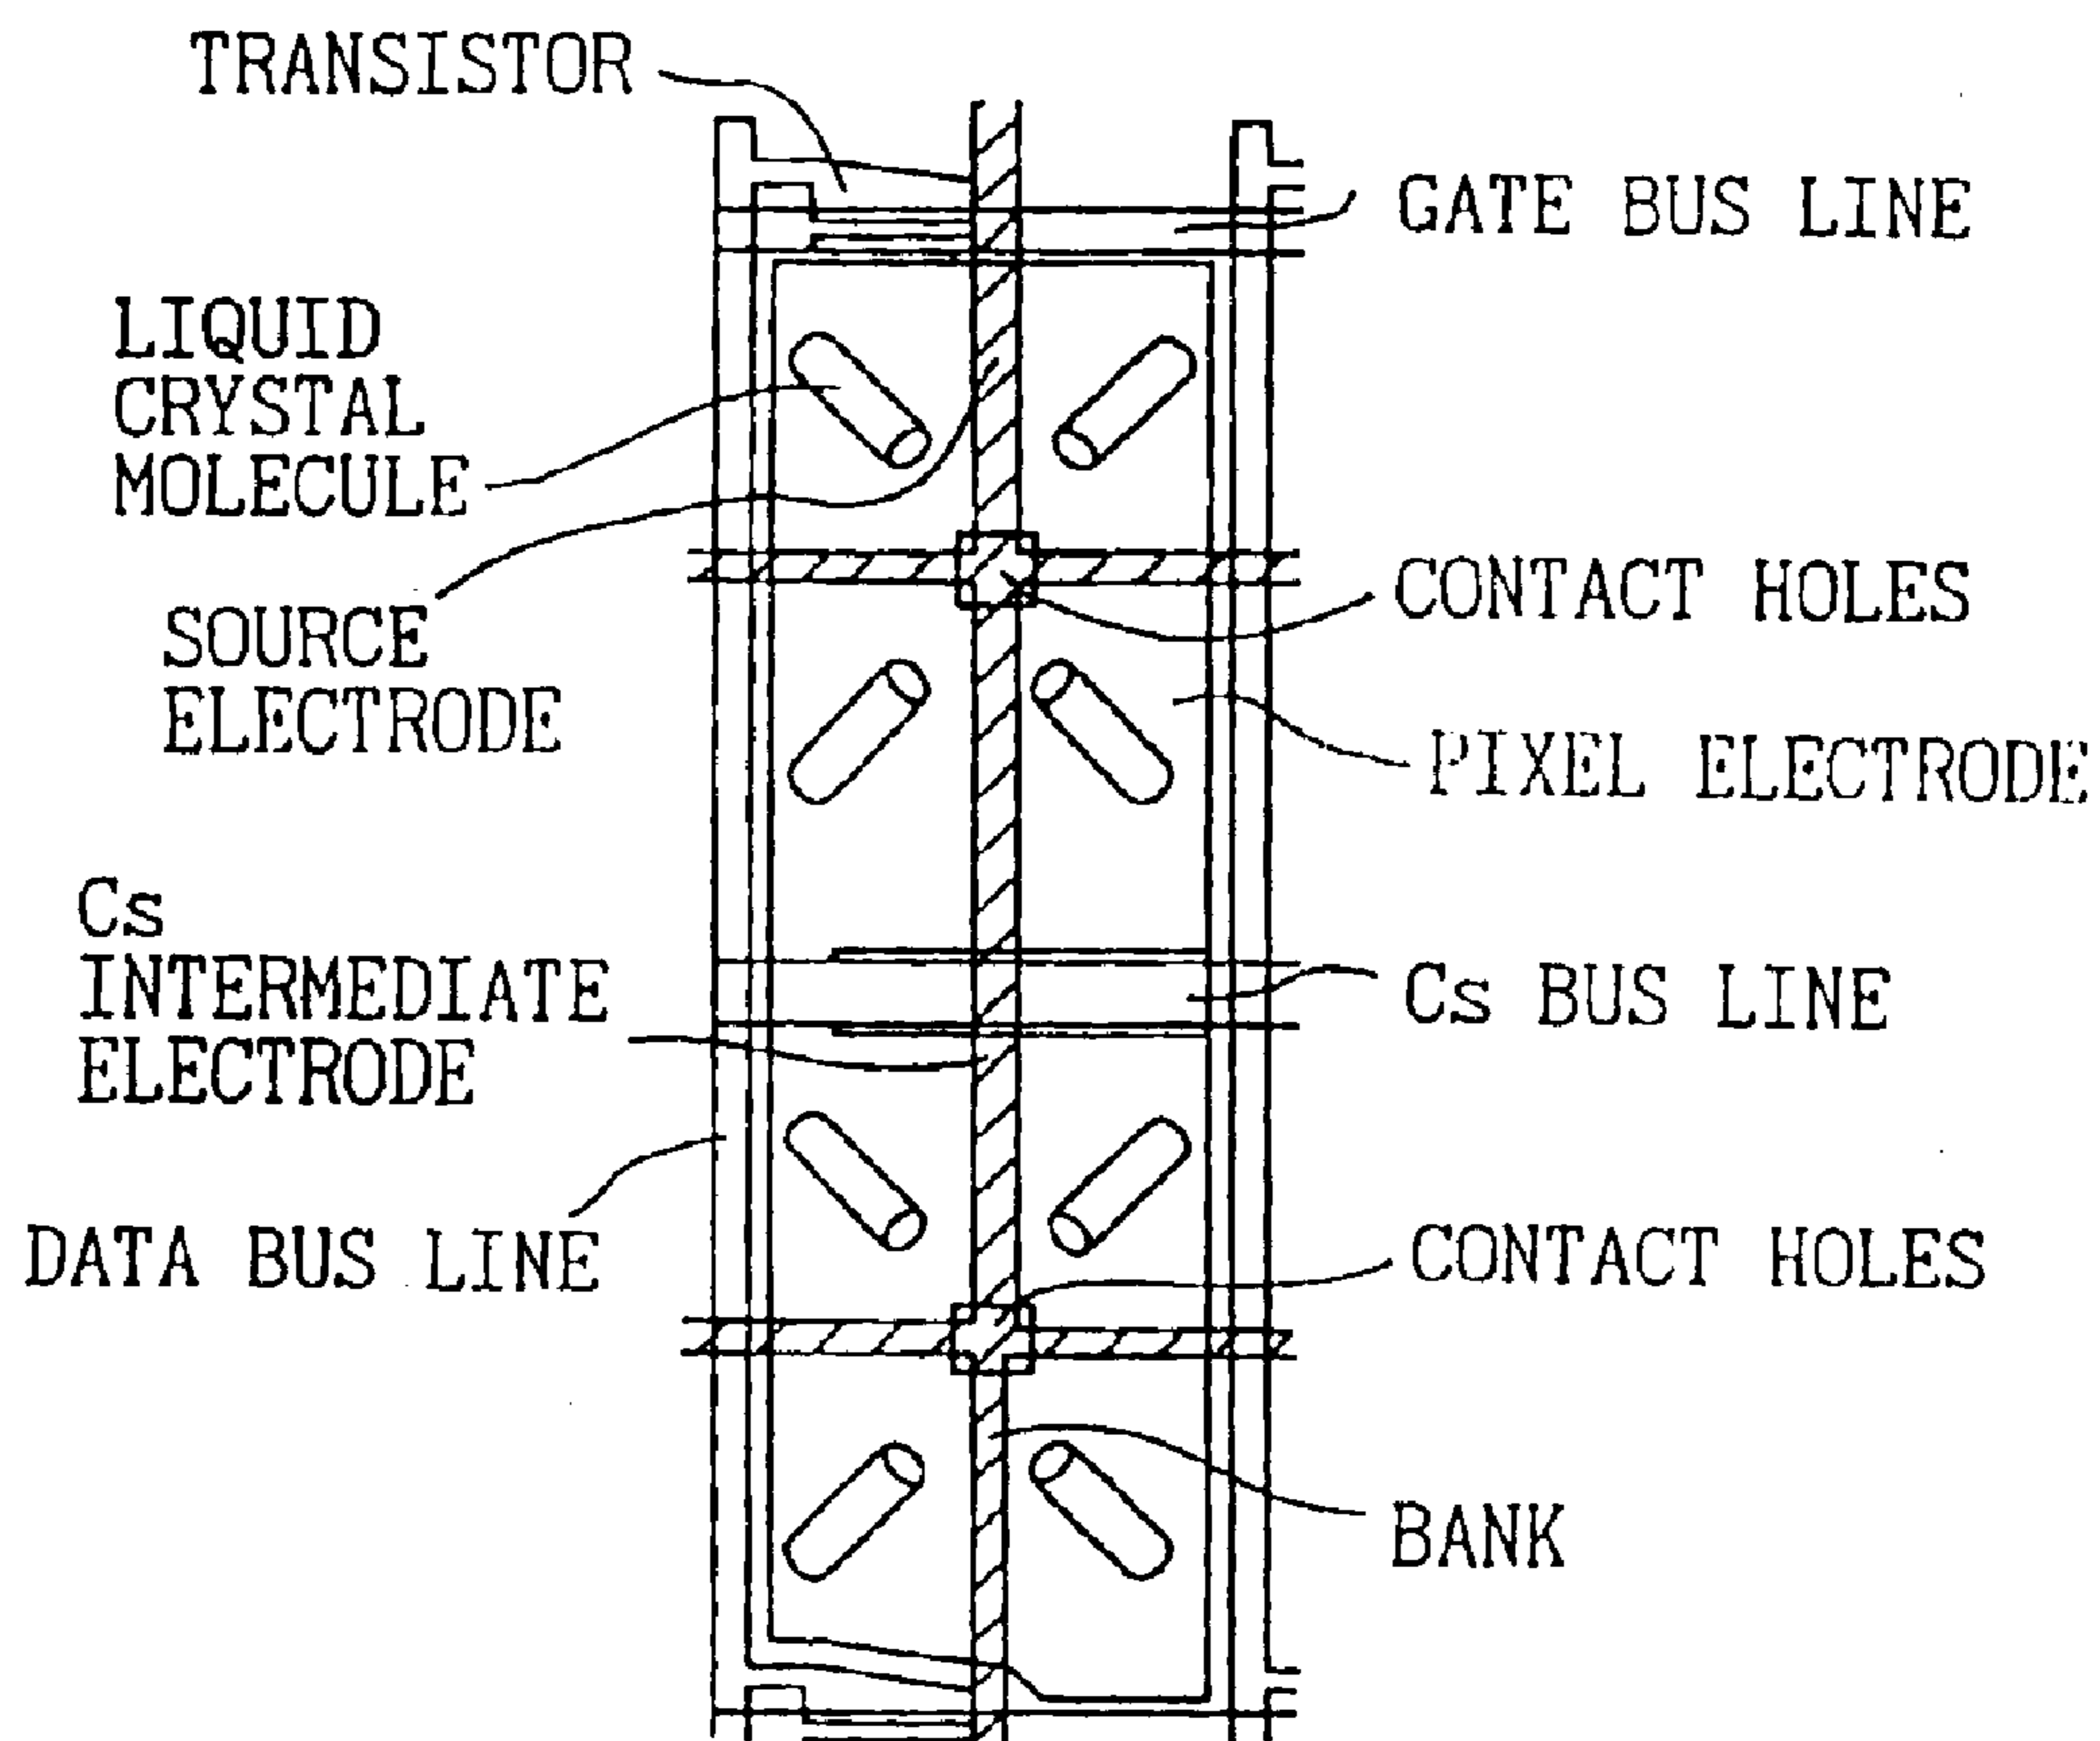 TRANSISTOR
GATE BUS LINE
LIQUID
CRYSTAL
MOLECULE
CONTACT HOLES
SOURCE
ELECTRODE
PIXEL ELECTRODE
Cs
INTERMEDIATE
ELECTRODE
Cs BUS LINE
DATA BUS LINE
CONTACT HOLES
BANK